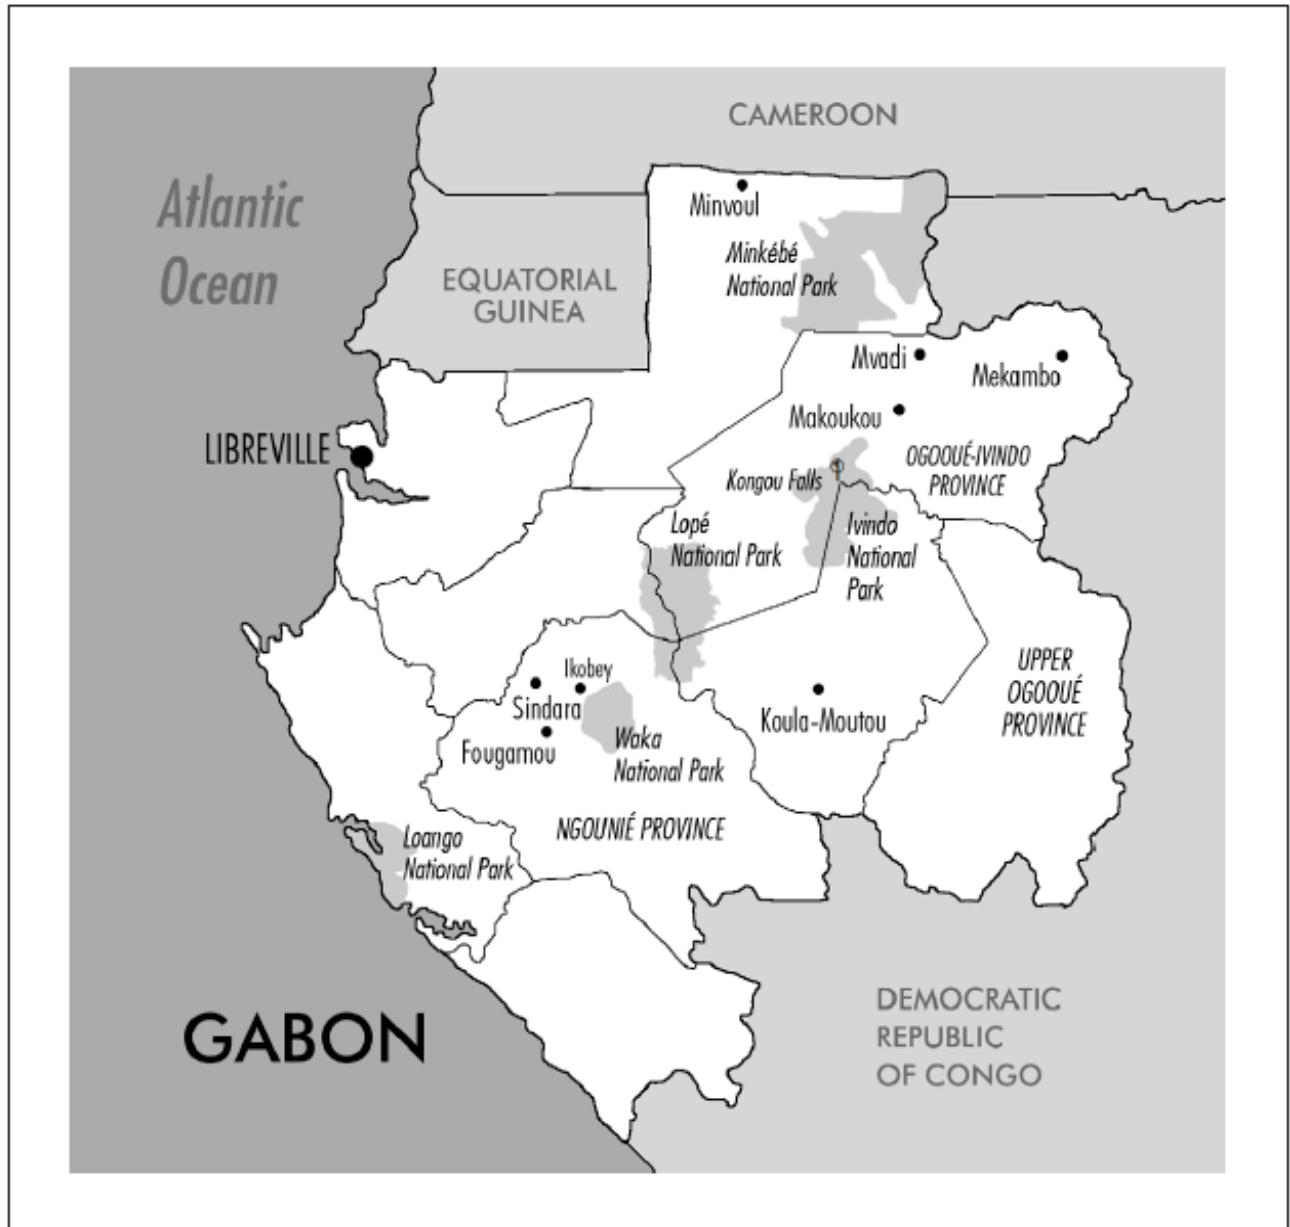 CAMEROON
Atlantic
Ocean
Minvoul
Minkébé
National Park
EQUATORIAL
GUINEA
Mvadi
Mekambo
Makoukou
LIBREVILLE
OGOOUÉ-IVINDO
PROVINCE
Kongou Falls
Lopé
National Park
Ivindo
National
Park
UPPER
OGOOUÉ
PROVINCE
Ikobey
Sindara
Koula-Moutou
Fougamou
Waka
National Park
NGOUNIÉ PROVINCE
Loango
National Park
GABON
DEMOCRATIC
REPUBLIC
OF CONGO